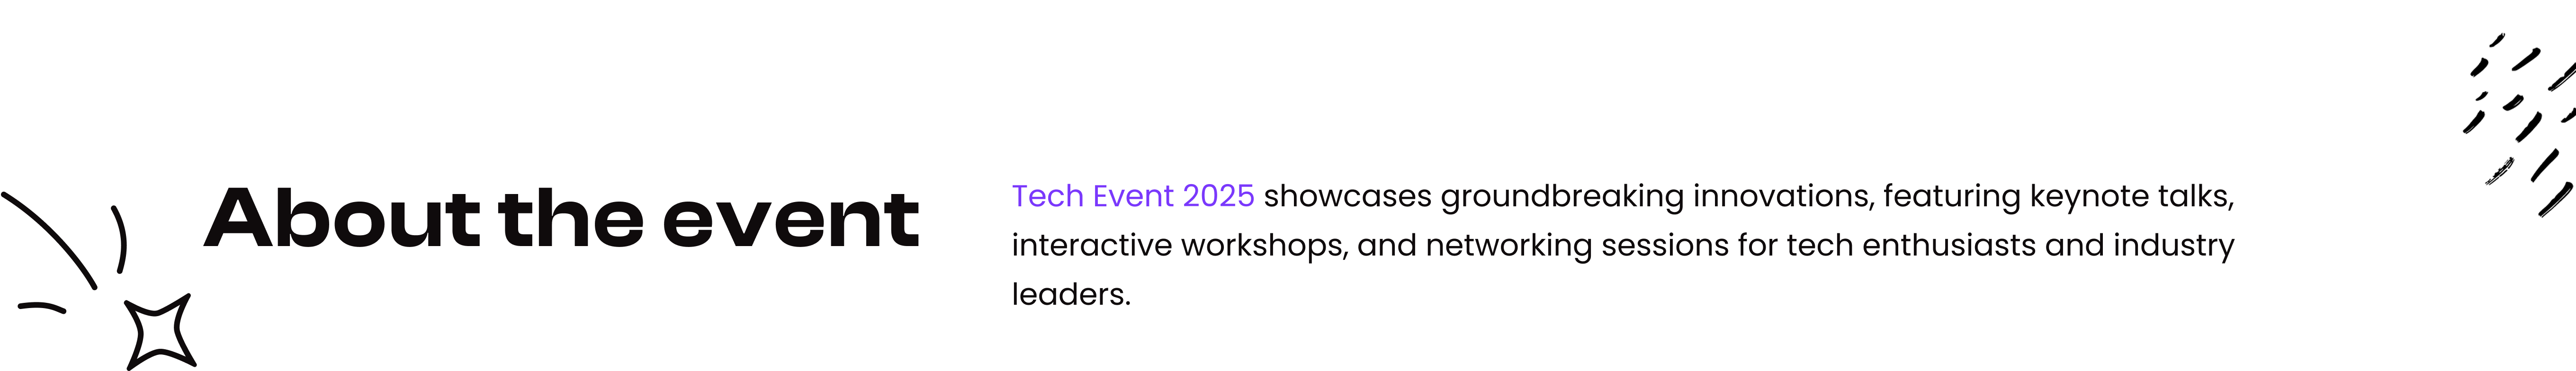 About the event
Tech Event 2025 showcases groundbreaking innovations, featuring keynote talks,
interactive workshops, and networking sessions for tech enthusiasts and industry
leaders.